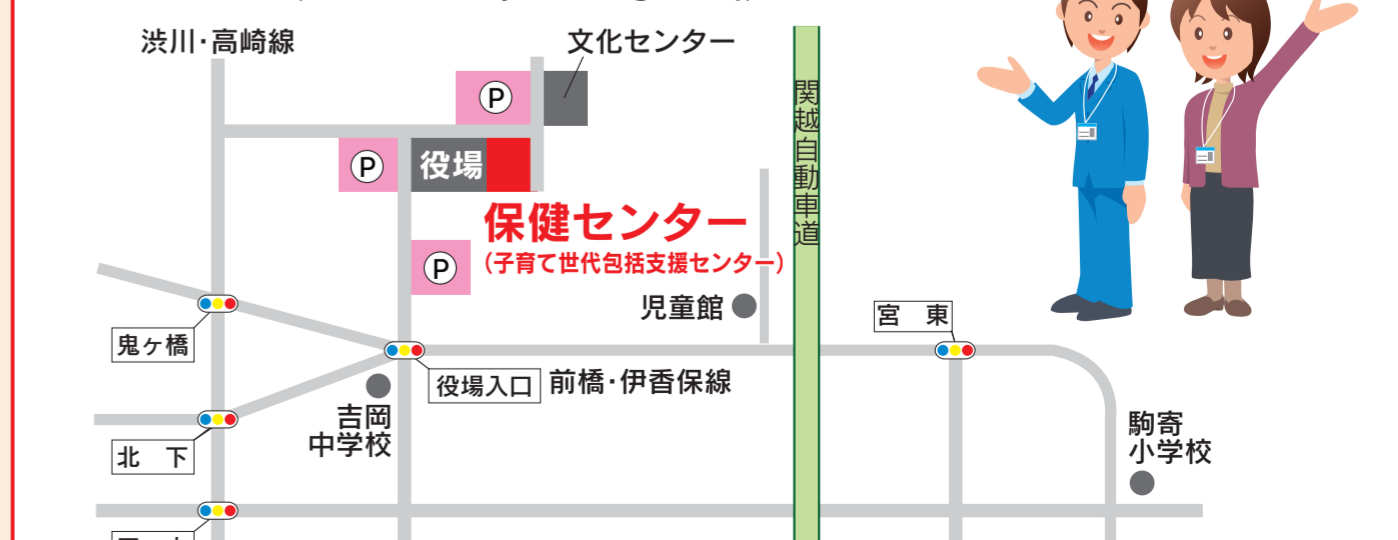 渋川・高崎線
文化センター
P
P
役場
保健センター
(子育て世代包括支援センター)
P
関越自動車道
児童館
宮　東
鬼ヶ橋
役場入口
前橋・伊香保線
吉岡
中学校
北　下
駒寄
小学校